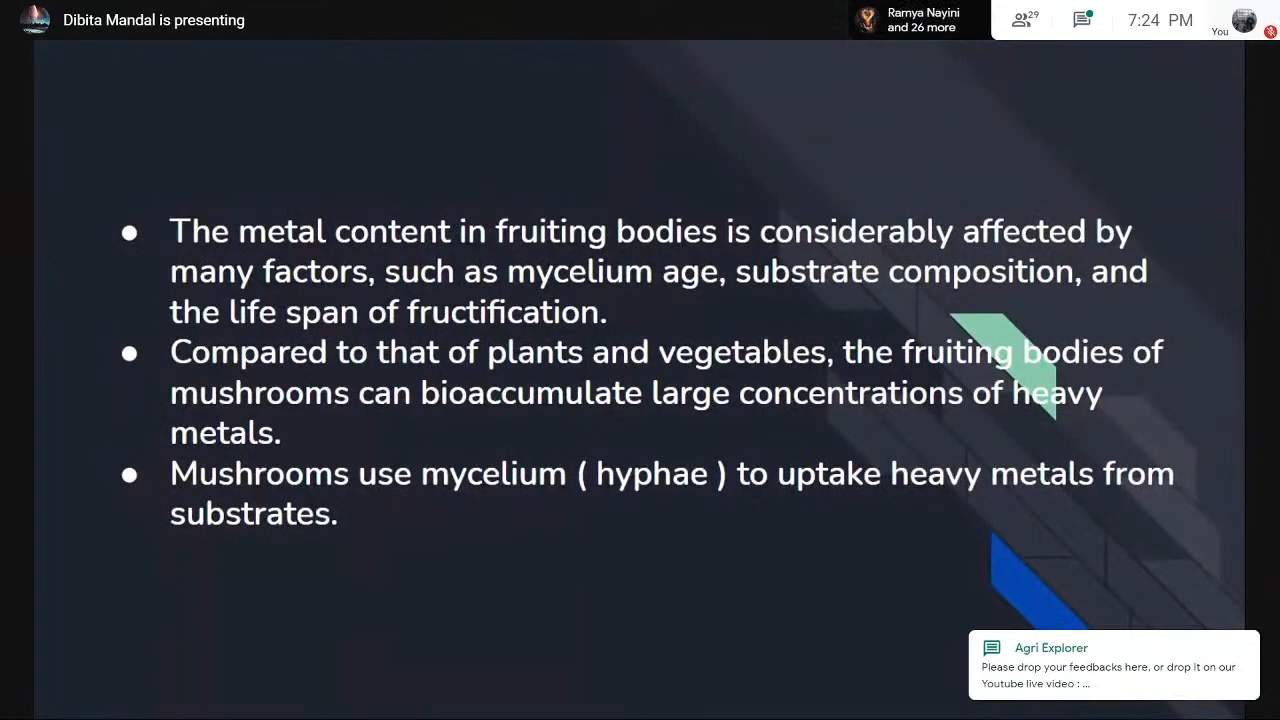 Dibita Mandal is presenting
Ramya Nayini
and 26 more
29
7:24 PM
You
● The metal content in fruiting bodies is considerably affected by
many factors, such as mycelium age, substrate composition, and
the life span of fructification.
● Compared to that of plants and vegetables, the fruiting bodies of
mushrooms can bioaccumulate large concentrations of heavy
metals.
● Mushrooms use mycelium ( hyphae ) to uptake heavy metals from
substrates.
Agri Explorer
Please drop your feedbacks here, or drop it on our
Youtube live video : ...